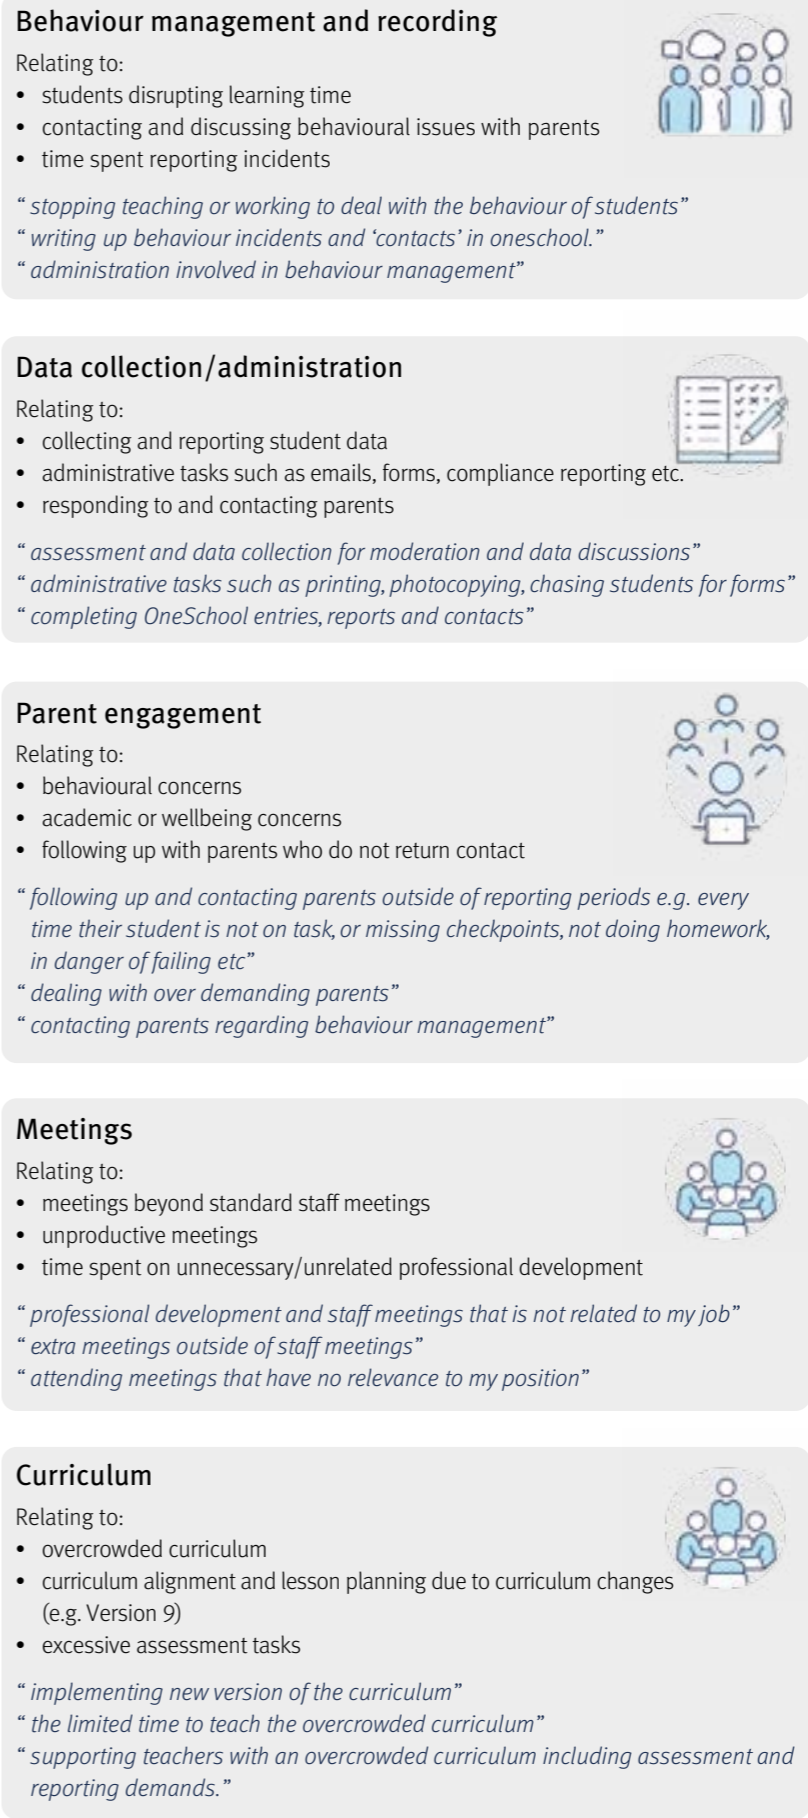 Behaviour management and recording
Relating to:
• students disrupting learning time
• contacting and discussing behavioural issues with parents
• time spent reporting incidents
“ stopping teaching or working to deal with the behaviour of students”
“ writing up behaviour incidents and ‘contacts’ in oneschool.”
“ administration involved in behaviour management”
Data collection/administration
Relating to:
• collecting and reporting student data
• administrative tasks such as emails, forms, compliance reporting etc.
• responding to and contacting parents
“ assessment and data collection for moderation and data discussions”
“ administrative tasks such as printing, photocopying, chasing students for forms”
“ completing OneSchool entries, reports and contacts”
Parent engagement
Relating to:
• behavioural concerns
• academic or wellbeing concerns
• following up with parents who do not return contact
“ following up and contacting parents outside of reporting periods e.g. every
time their student is not on task, or missing checkpoints, not doing homework,
in danger of failing etc”
“ dealing with over demanding parents”
“ contacting parents regarding behaviour management”
Meetings
Relating to:
• meetings beyond standard staff meetings
• unproductive meetings
• time spent on unnecessary/unrelated professional development
“ professional development and staff meetings that is not related to my job”
“ extra meetings outside of staff meetings”
“ attending meetings that have no relevance to my position”
Curriculum
Relating to:
• overcrowded curriculum
• curriculum alignment and lesson planning due to curriculum changes
(e.g. Version 9)
• excessive assessment tasks
“ implementing new version of the curriculum”
“ the limited time to teach the overcrowded curriculum”
“ supporting teachers with an overcrowded curriculum including assessment and
reporting demands.”